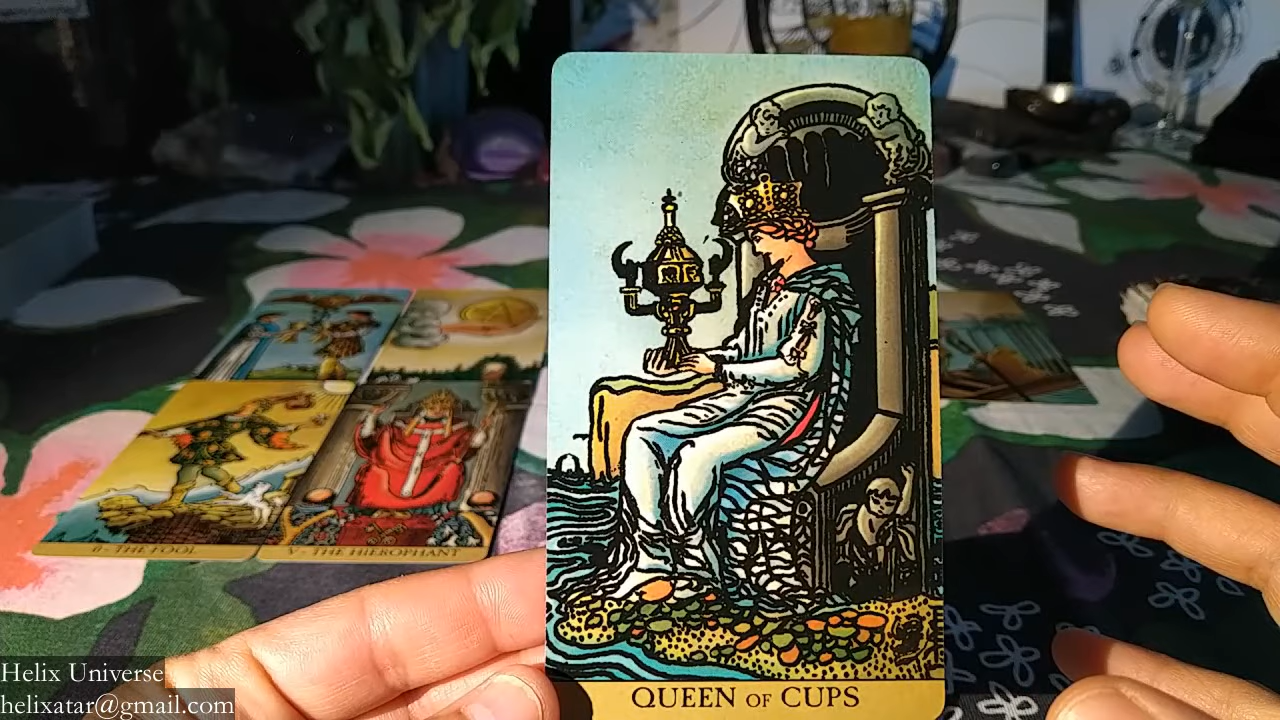 QUEEN OF CUPS
0 - THE FOOL
V - THE HIEROPHANT
Helix Universe
helixatar@gmail.com